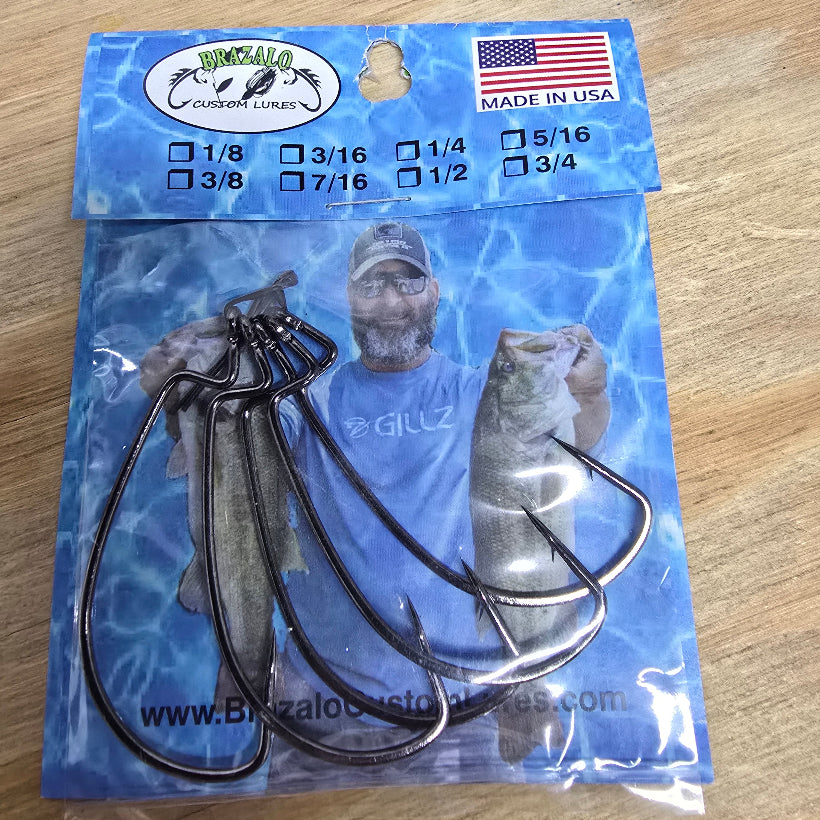 BRAZALO
CUSTOM LURES
MADE IN USA
1/8 3/16 1/4 5/16
3/8 7/16 1/2 3/4
GILLZ
www.BrazaloCustomLures.com